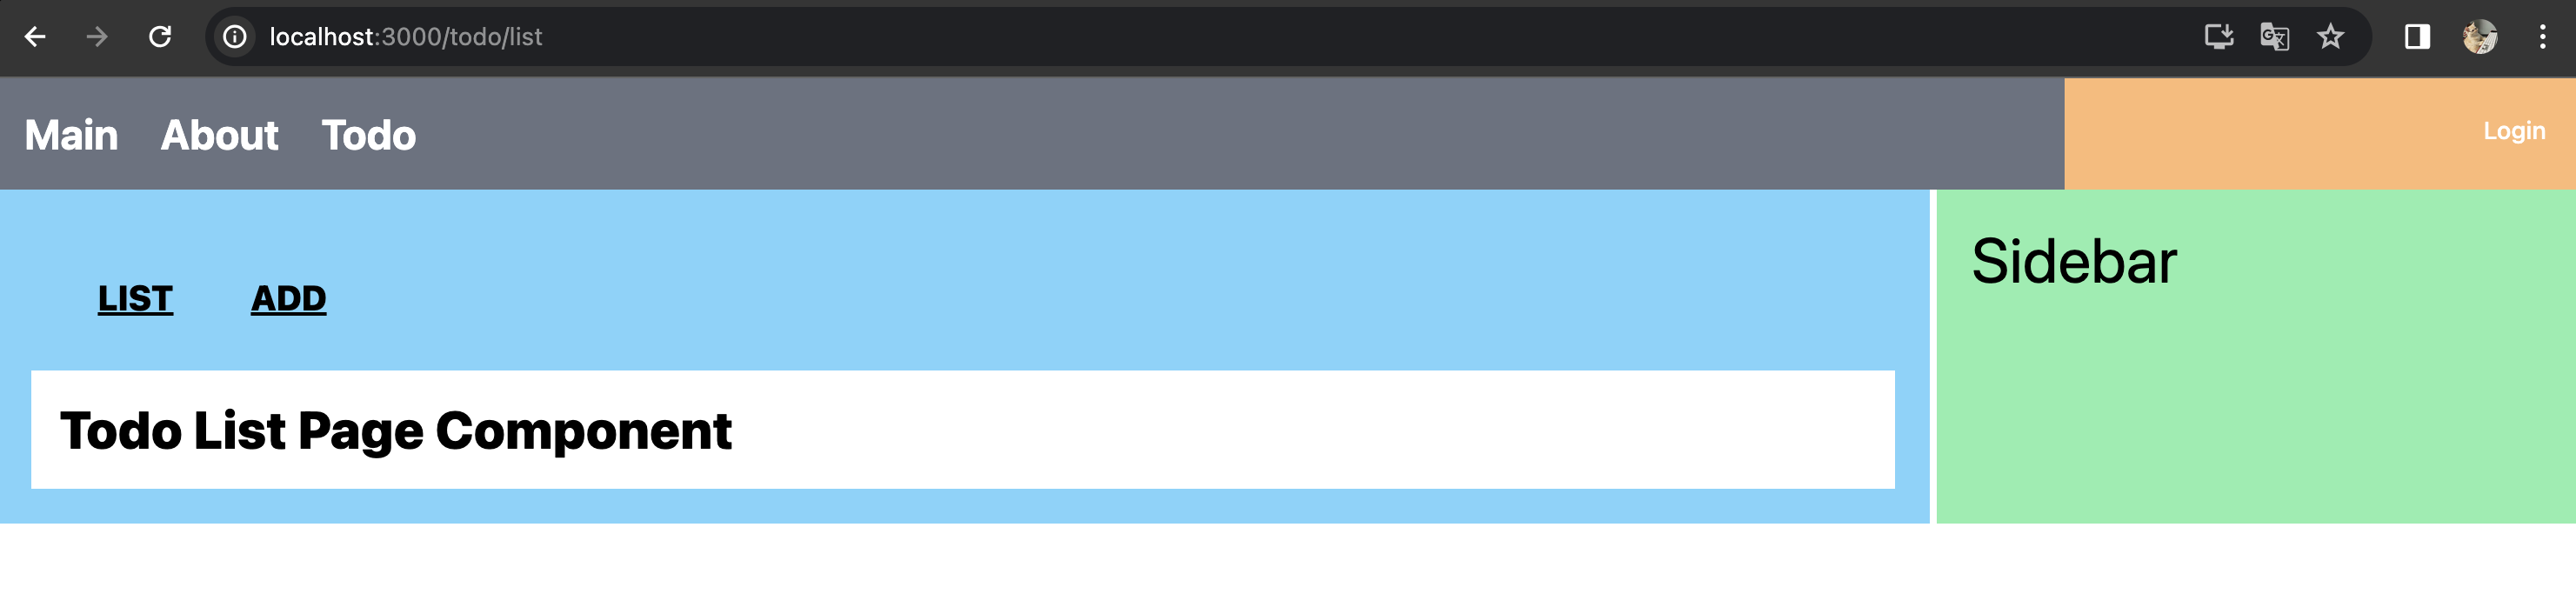 localhost:3000/todo/list
Main About Todo Login
LIST ADD
Sidebar
Todo List Page Component